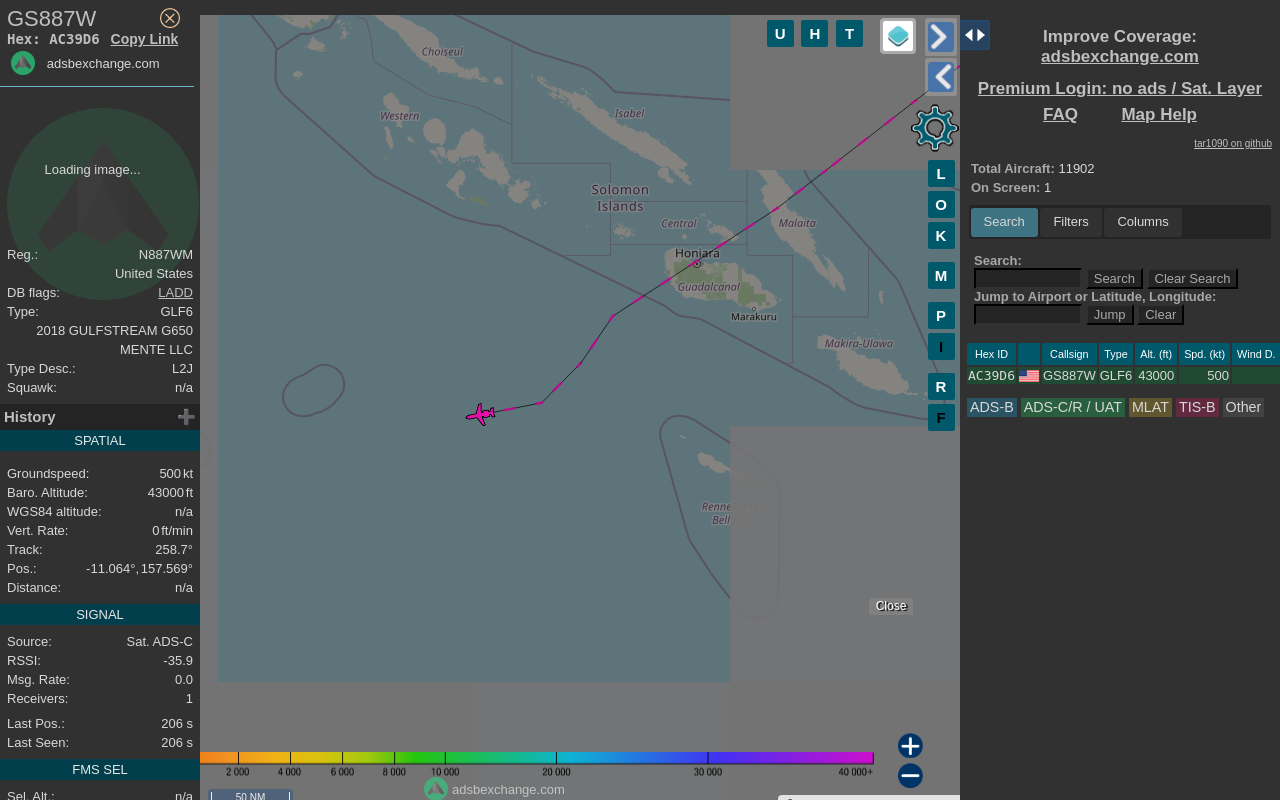 GS887W
Hex: AC39D6 Copy Link
adsbexchange.com
Loading image...
Reg.: N887WM
United States
DB flags: LADD
Type: GLF6
2018 GULFSTREAM G650
MENTE LLC
Type Desc.: L2J
Squawk: n/a
History
SPATIAL
Groundspeed: 500 kt
Baro. Altitude: 43000 ft
WGS84 altitude: n/a
Vert. Rate: 0 ft/min
Track: 258.7°
Pos.: -11.064°, 157.569°
Distance: n/a
SIGNAL
Source: Sat. ADS-C
RSSI: -35.9
Msg. Rate: 0.0
Receivers: 1
Last Pos.: 206 s
Last Seen: 206 s
FMS SEL
Sel. Alt.: n/a
Choiseul
Western
Isabel
Solomon
Islands
Central
Malaita
Honiara
Guadalcanal
Marakuru
Makira-Ulawa
U H T
L
O
K
M
P
I
R
F
Close
2 000 4 000 6 000 8 000 10 000 20 000 30 000 40 000+
adsbexchange.com
50 NM
Improve Coverage:
adsbexchange.com
Premium Login: no ads / Sat. Layer
FAQ Map Help
tar1090 on github
Total Aircraft: 11902
On Screen: 1
Search Filters Columns
Search:
Search Clear Search
Jump to Airport or Latitude, Longitude:
Jump Clear
Hex ID Callsign Type Alt. (ft) Spd. (kt) Wind D.
AC39D6 GS887W GLF6 43000 500
ADS-B ADS-C/R / UAT MLAT TIS-B Other